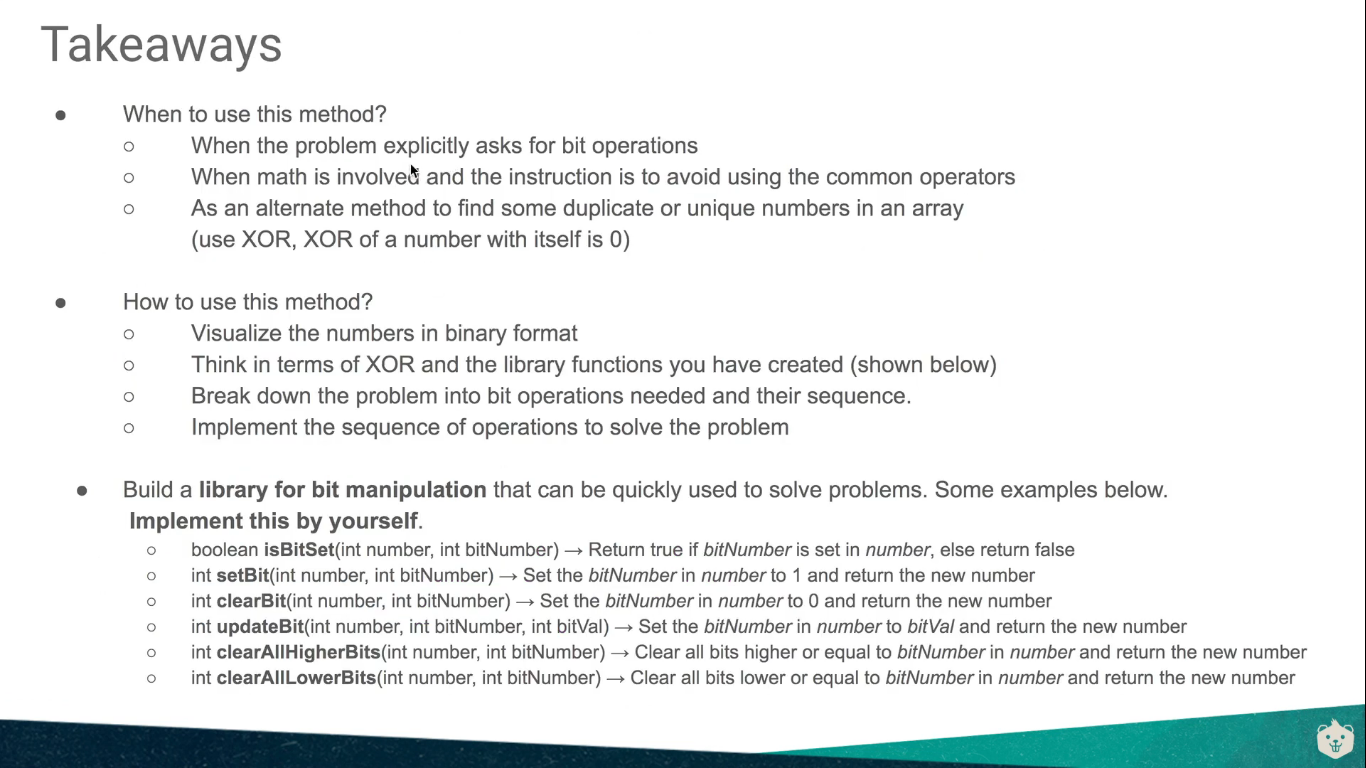 Takeaways
● When to use this method?
○ When the problem explicitly asks for bit operations
○ When math is involved and the instruction is to avoid using the common operators
○ As an alternate method to find some duplicate or unique numbers in an array
(use XOR, XOR of a number with itself is 0)
● How to use this method?
○ Visualize the numbers in binary format
○ Think in terms of XOR and the library functions you have created (shown below)
○ Break down the problem into bit operations needed and their sequence.
○ Implement the sequence of operations to solve the problem
● Build a library for bit manipulation that can be quickly used to solve problems. Some examples below.
Implement this by yourself.
○ boolean isBitSet(int number, int bitNumber) → Return true if bitNumber is set in number, else return false
○ int setBit(int number, int bitNumber) → Set the bitNumber in number to 1 and return the new number
○ int clearBit(int number, int bitNumber) → Set the bitNumber in number to 0 and return the new number
○ int updateBit(int number, int bitNumber, int bitVal) → Set the bitNumber in number to bitVal and return the new number
○ int clearAllHigherBits(int number, int bitNumber) → Clear all bits higher or equal to bitNumber in number and return the new number
○ int clearAllLowerBits(int number, int bitNumber) → Clear all bits lower or equal to bitNumber in number and return the new number